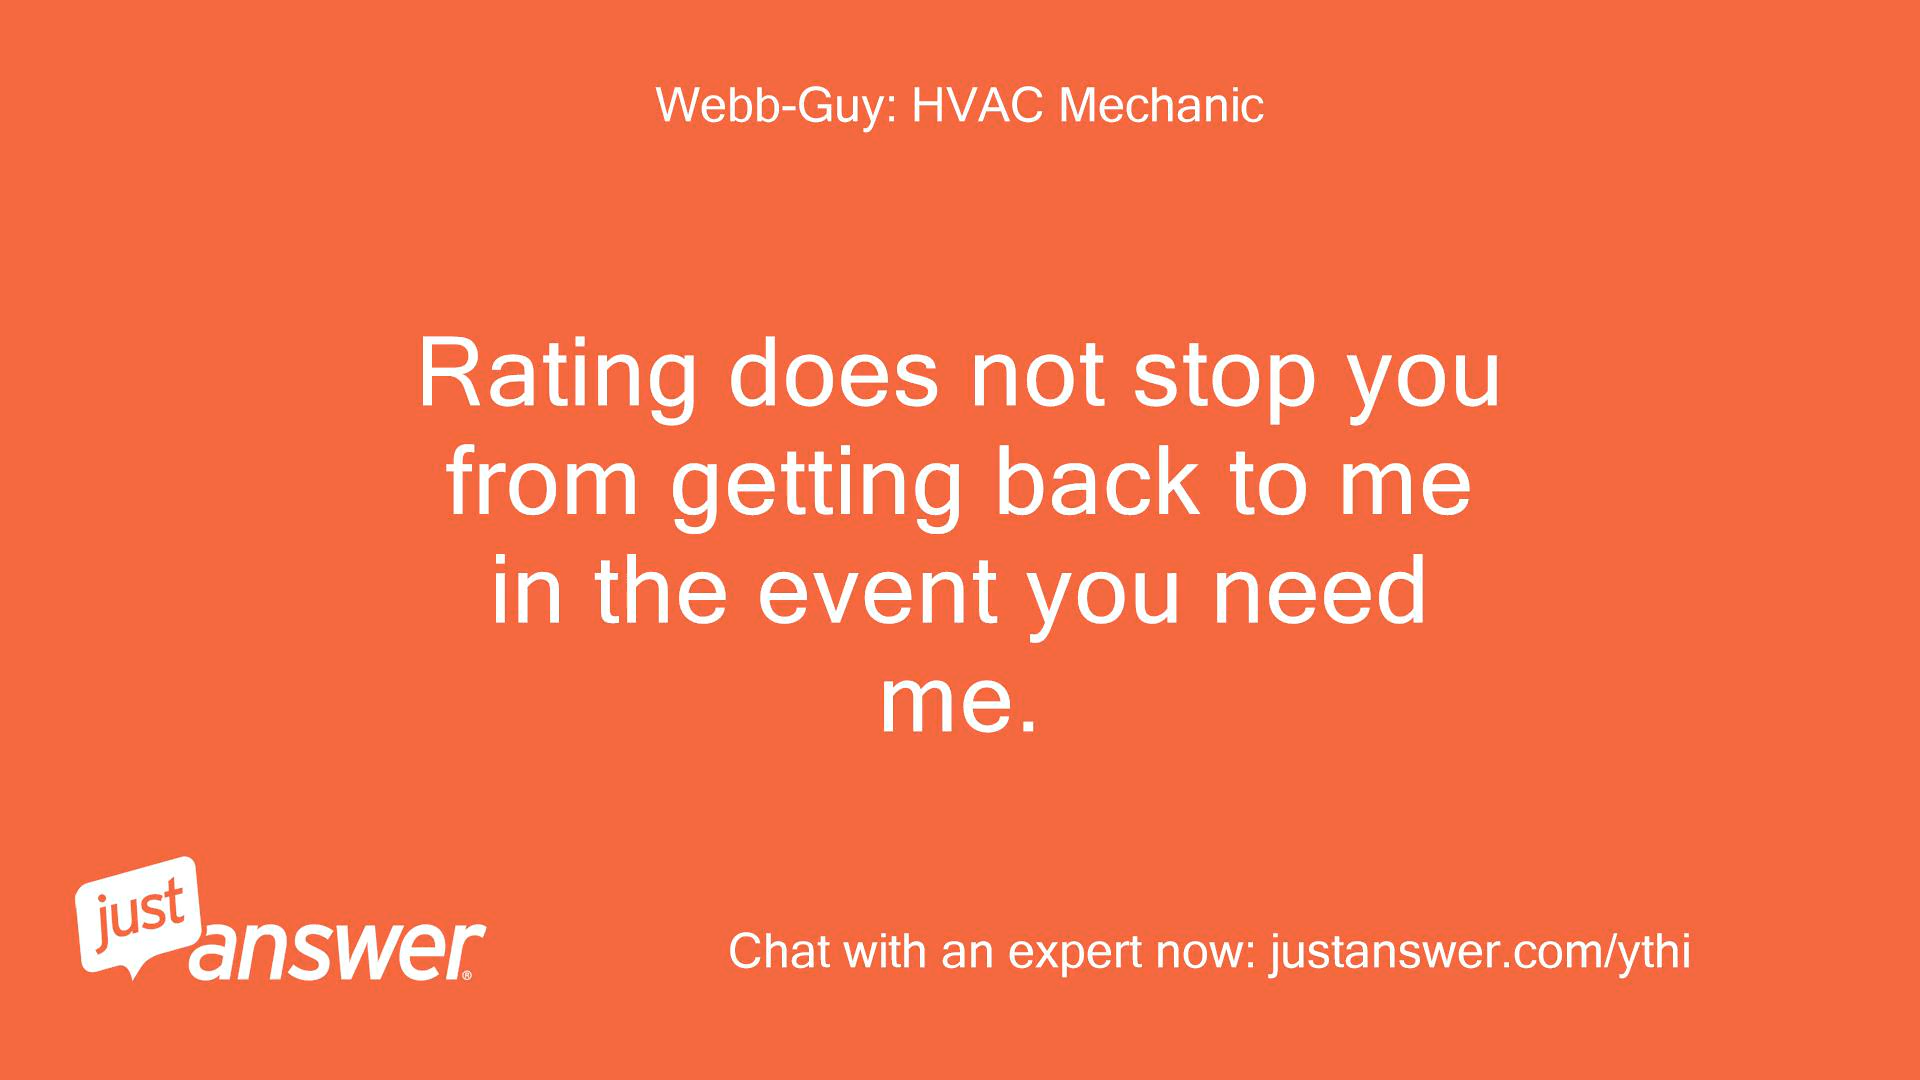 Webb-Guy: HVAC Mechanic
Rating does not stop you
from getting back to me
in the event you need
me.
just
answer®
Chat with an expert now: justanswer.com/ythi